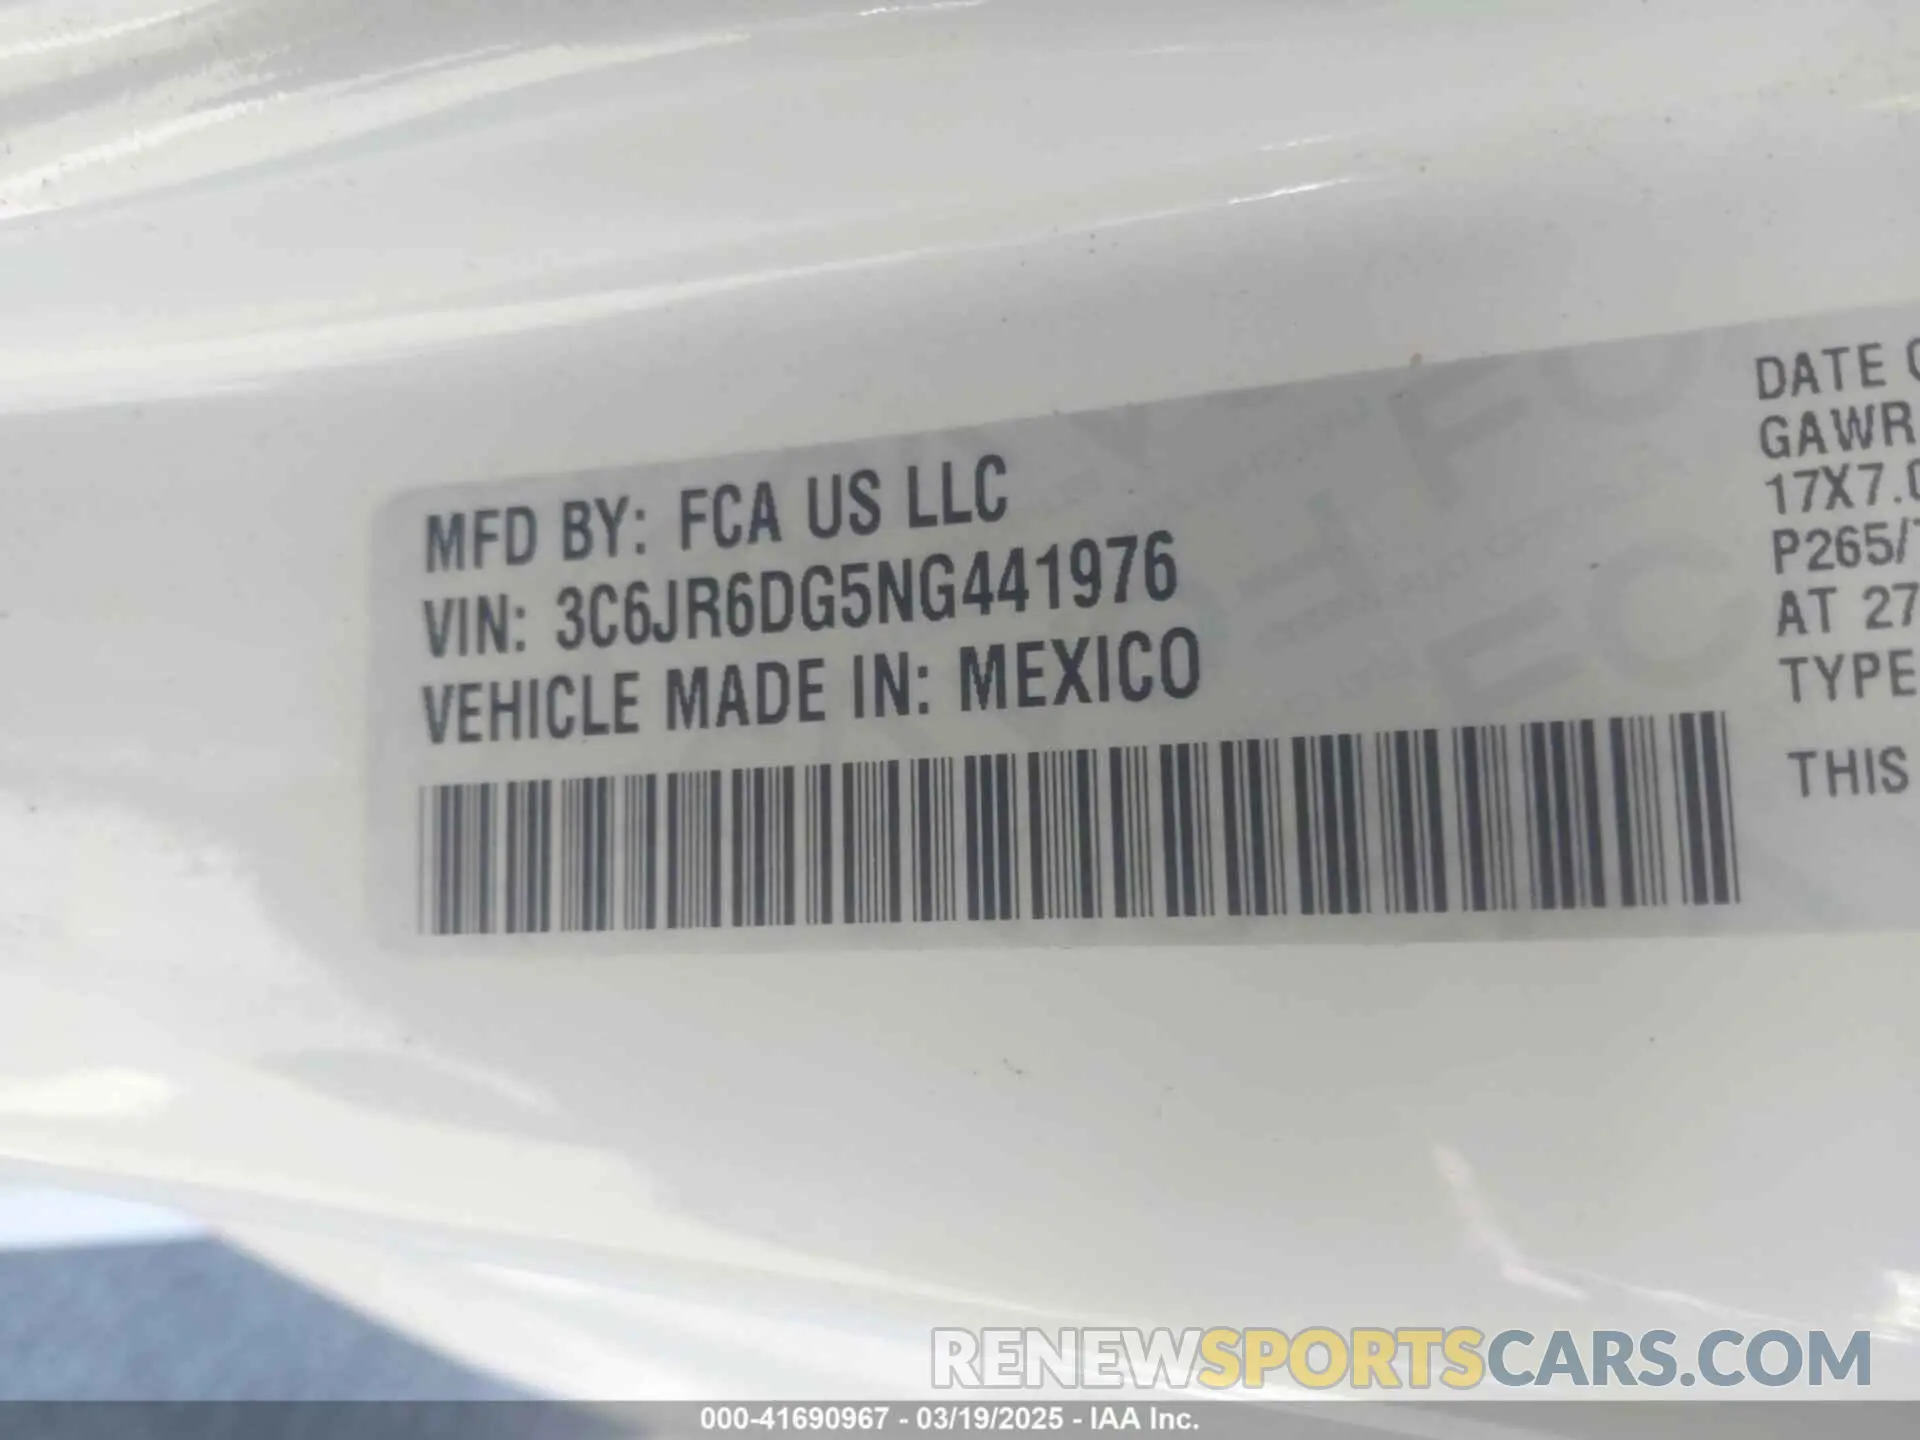 MFD BY: FCA US LLC
VIN: 3C6JR6DG5NG441976
VEHICLE MADE IN: MEXICO
DATE
GAWR
17X7.0
P265/
AT 27
TYPE
THIS
RENEWSPORTSCARS.COM
000-41690967 - 03/19/2025 - IAA Inc.